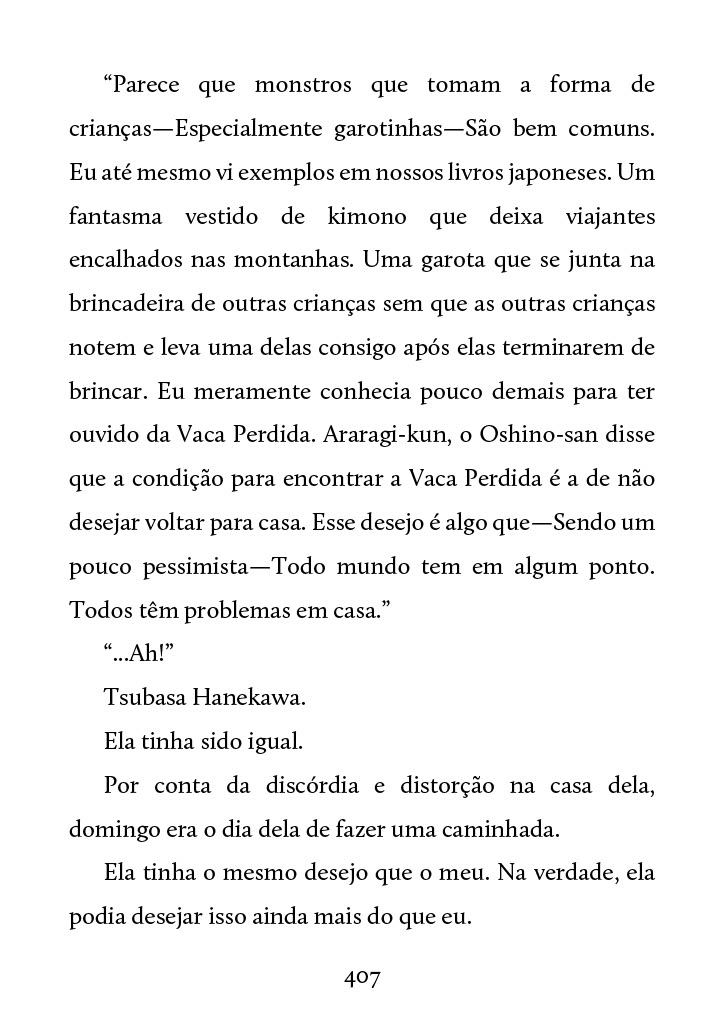 “Parece que monstros que tomam a forma de
crianças—Especialmente garotinhas—São bem comuns.
Eu até mesmo vi exemplos em nossos livros japoneses. Um
fantasma vestido de kimono que deixa viajantes
encalhados nas montanhas. Uma garota que se junta na
brincadeira de outras crianças sem que as outras crianças
notem e leva uma delas consigo após elas terminarem de
brincar. Eu meramente conhecia pouco demais para ter
ouvido da Vaca Perdida. Araragi-kun, o Oshino-san disse
que a condição para encontrar a Vaca Perdida é a de não
desejar voltar para casa. Esse desejo é algo que—Sendo um
pouco pessimista—Todo mundo tem em algum ponto.
Todos têm problemas em casa.”
“...Ah!”
Tsubasa Hanekawa.
Ela tinha sido igual.
Por conta da discórdia e distorção na casa dela,
domingo era o dia dela de fazer uma caminhada.
Ela tinha o mesmo desejo que o meu. Na verdade, ela
podia desejar isso ainda mais do que eu.
407